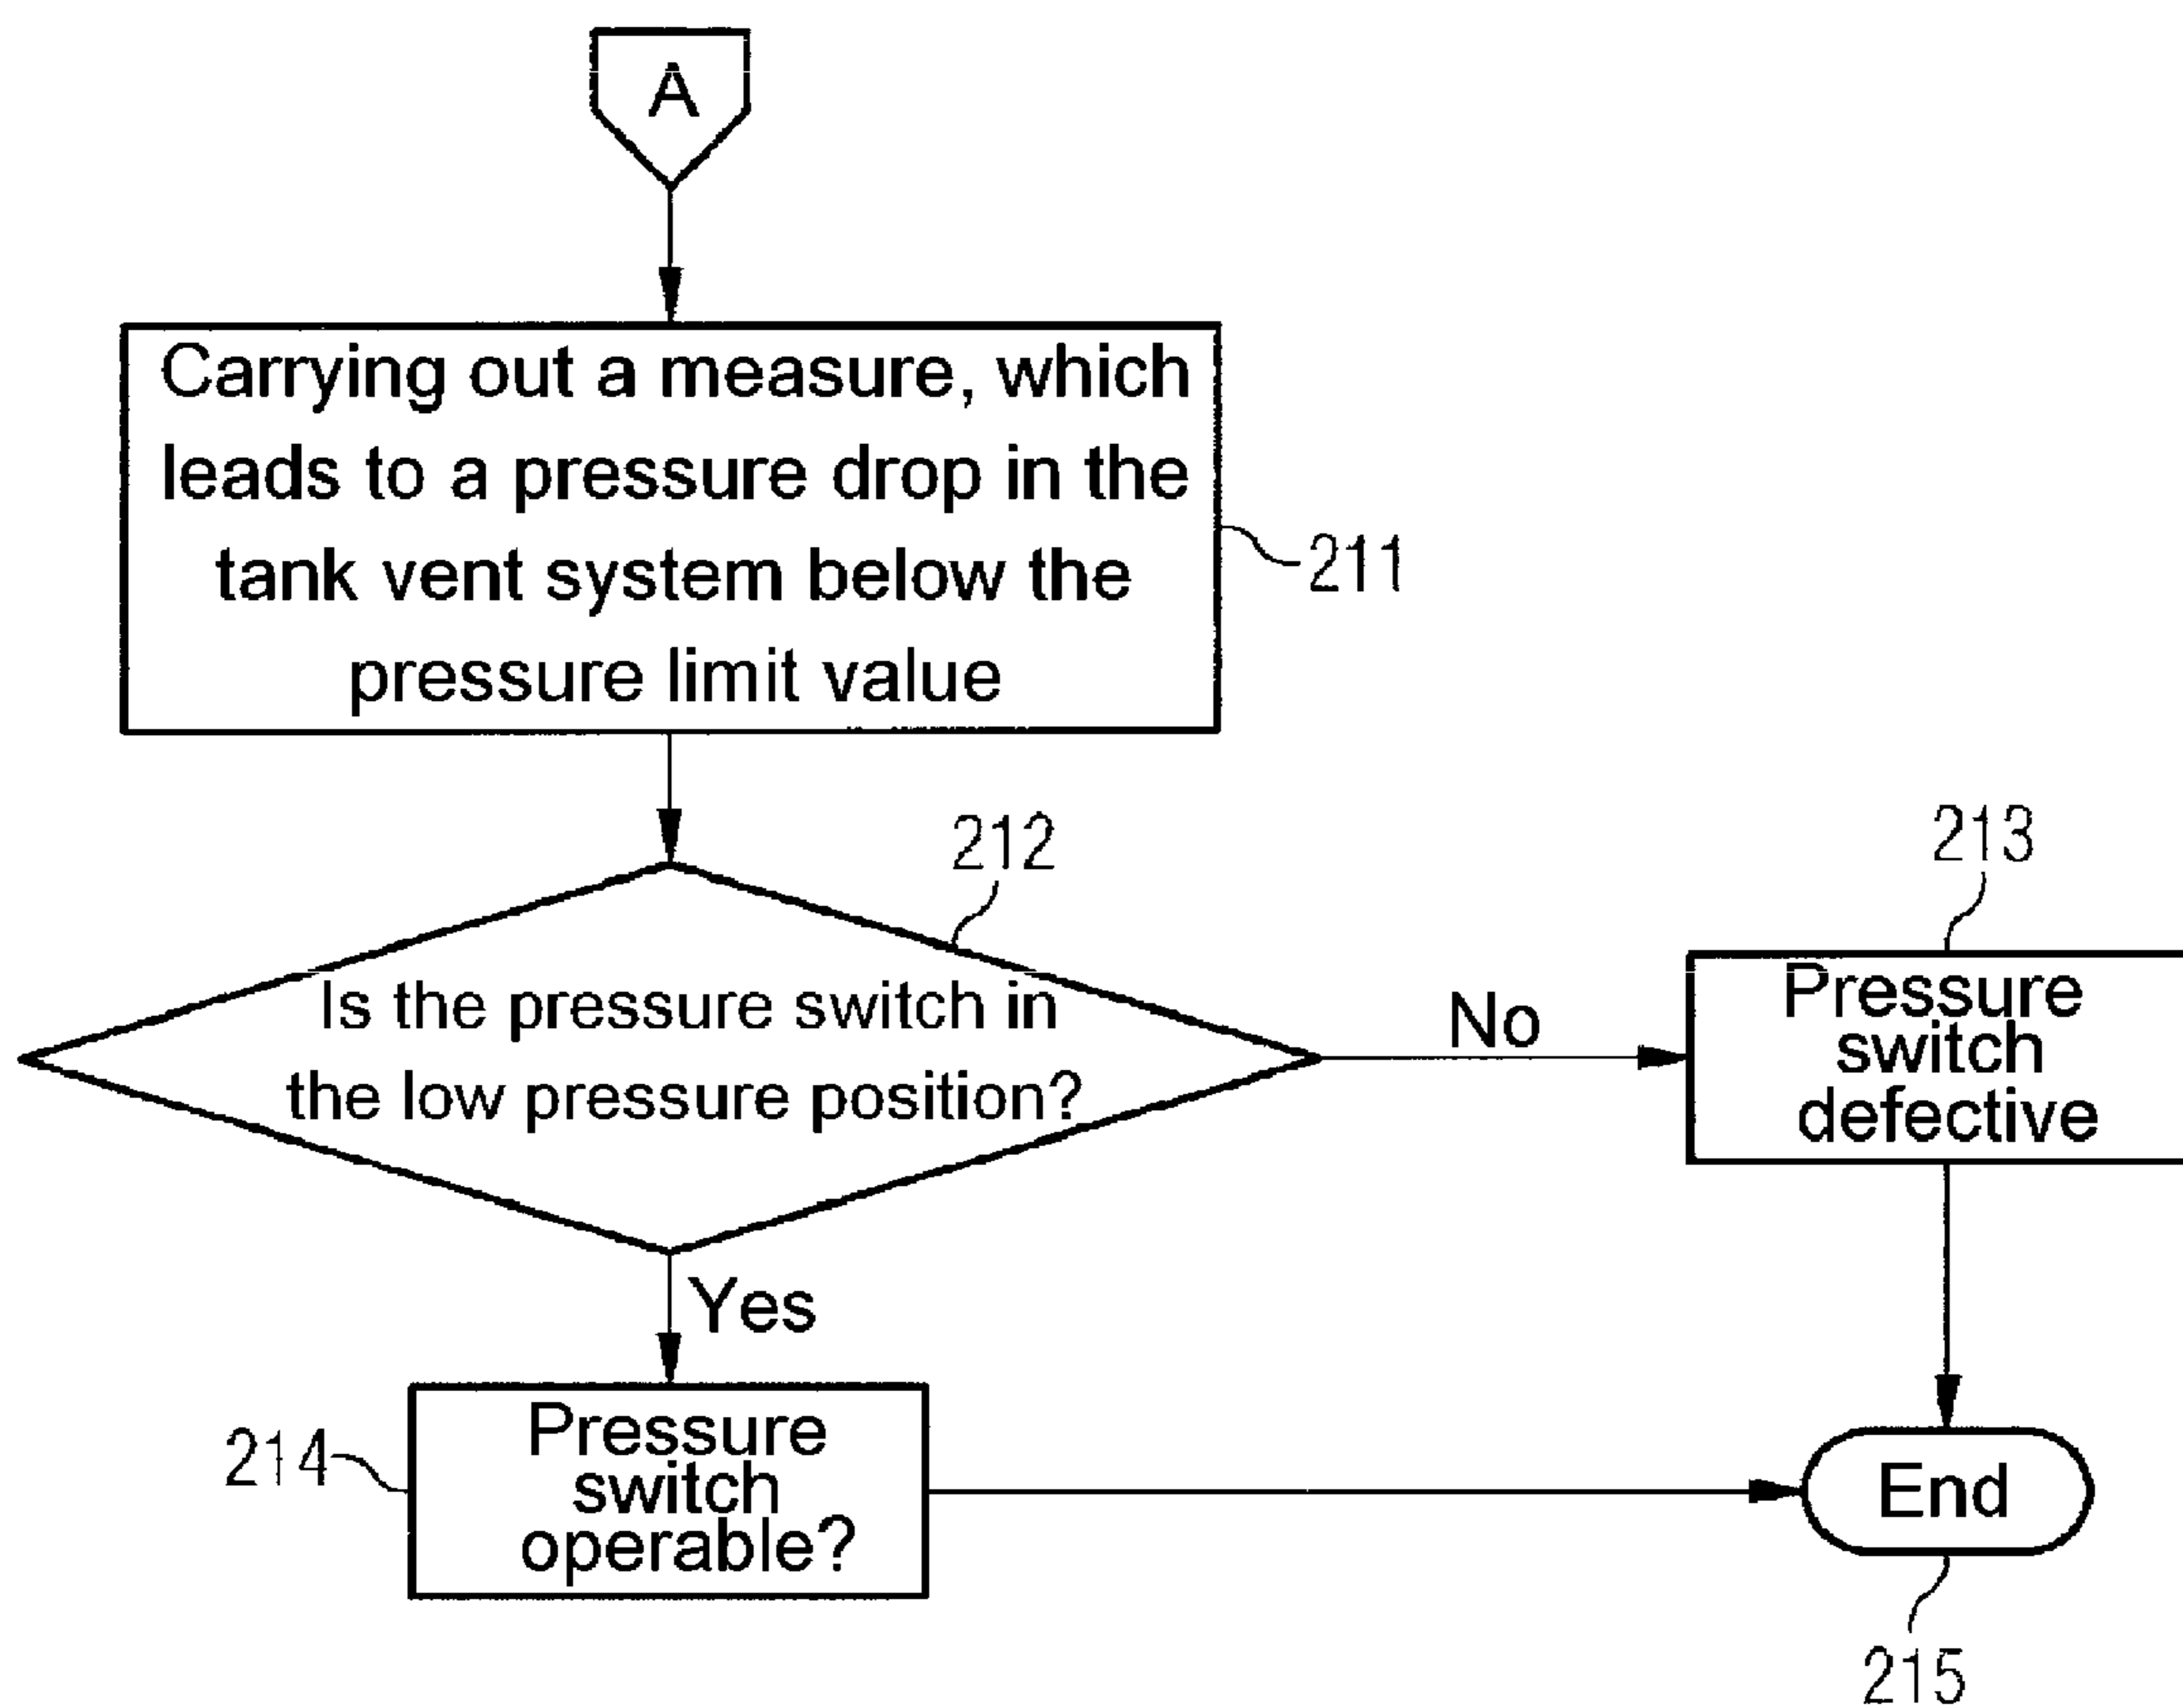 A
Carrying out a measure, which
leads to a pressure drop in the
tank vent system below the
pressure limit value
211
212
Is the pressure switch in
the low pressure position?
No
213
Pressure
switch
defective
Yes
214
Pressure
switch
operable?
End
215